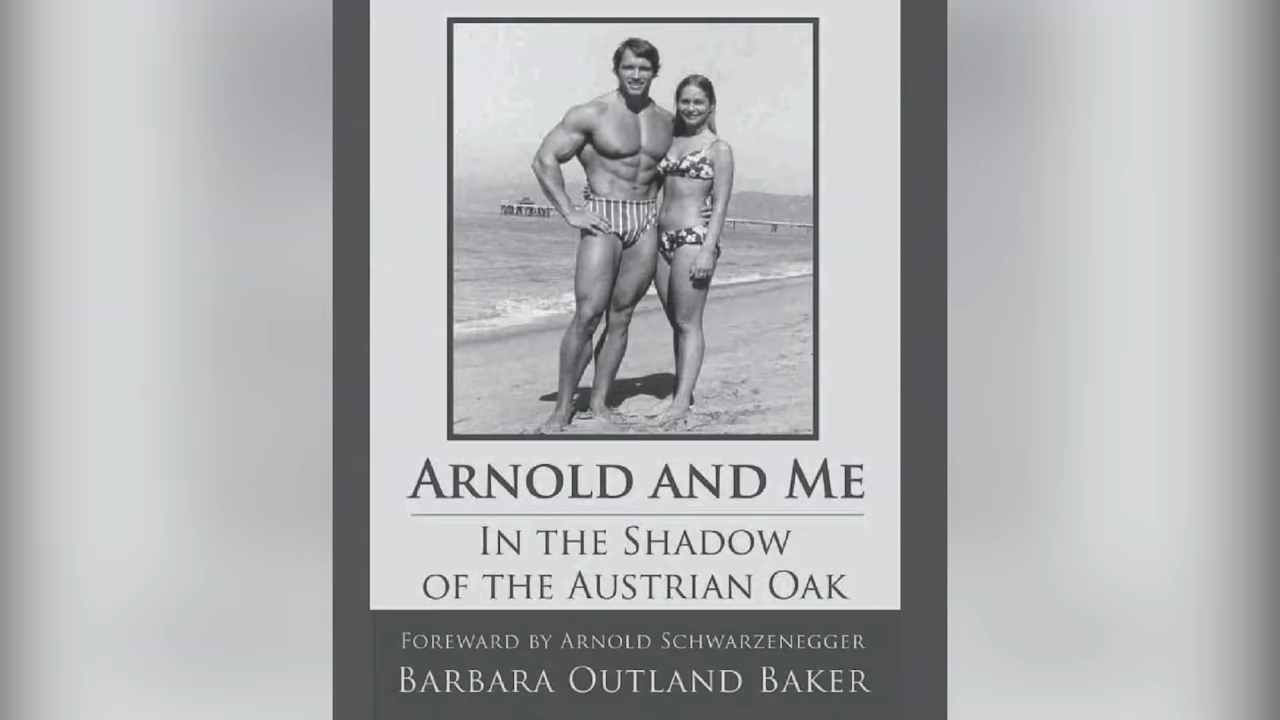 ARNOLD AND ME
IN THE SHADOW
OF THE AUSTRIAN OAK
FOREWARD BY ARNOLD SCHWARZENEGGER
BARBARA OUTLAND BAKER